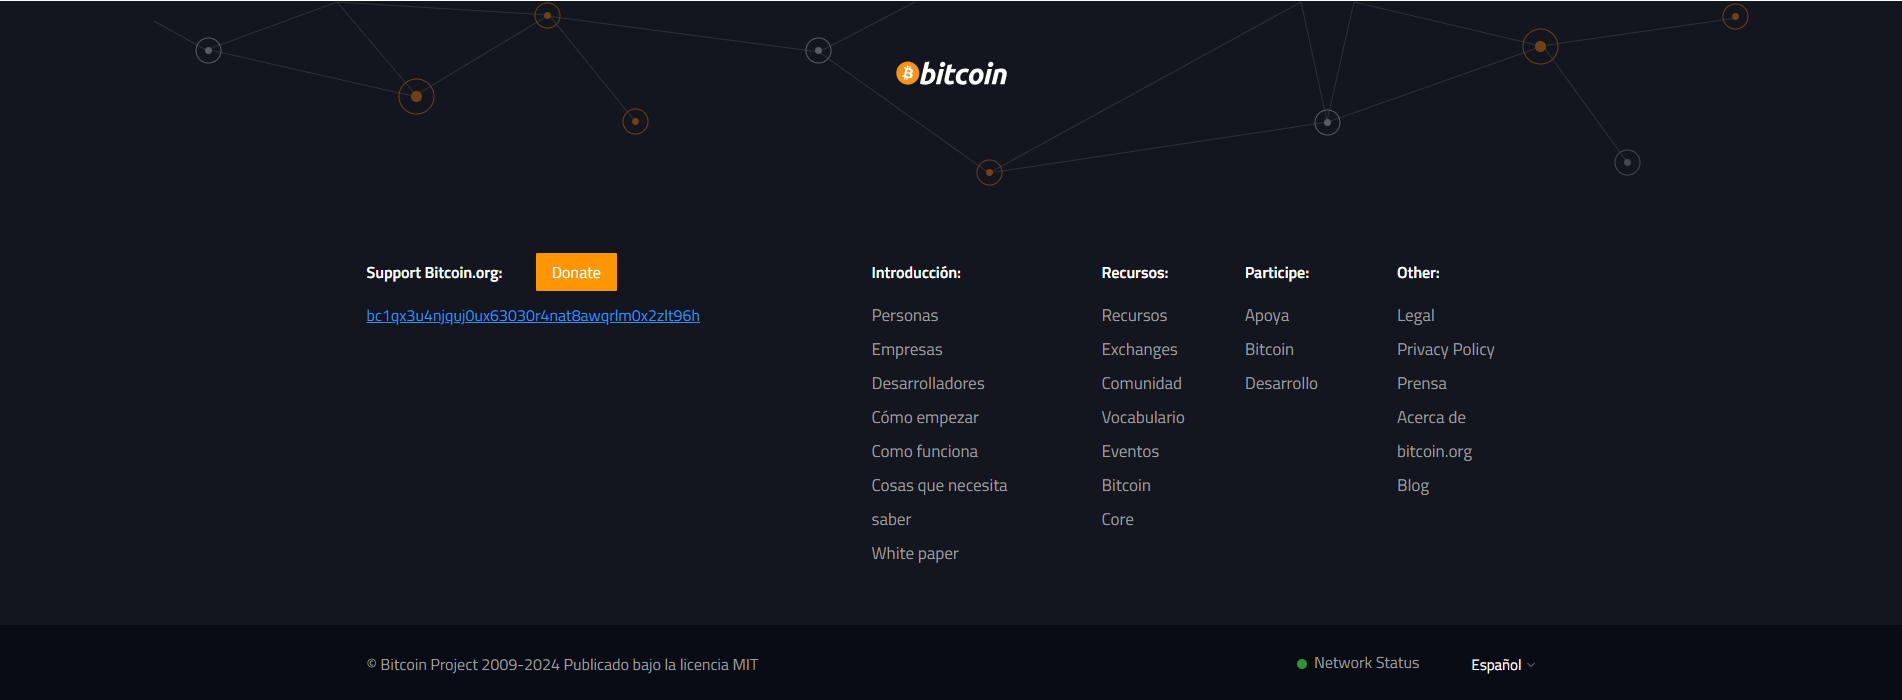 bitcoin
Support Bitcoin.org:
Donate
bc1qx3u4njquj0ux63030r4nat8awqrlm0x2zlt96h
Introducción:
Personas
Empresas
Desarrolladores
Cómo empezar
Como funciona
Cosas que necesita
saber
White paper
Recursos:
Recursos
Exchanges
Comunidad
Vocabulario
Eventos
Bitcoin
Core
Participe:
Apoya
Bitcoin
Desarrollo
Other:
Legal
Privacy Policy
Prensa
Acerca de
bitcoin.org
Blog
© Bitcoin Project 2009-2024 Publicado bajo la licencia MIT
Network Status
Español